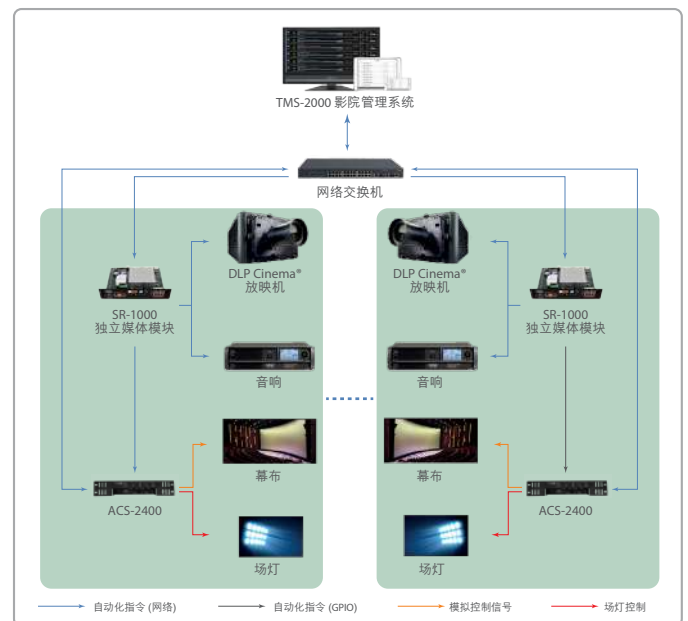 TMS-2000 影院管理系统
网络交换机
DLP Cinema®
放映机
DLP Cinema®
放映机
SR-1000
独立媒体模块
SR-1000
独立媒体模块
音响
音响
幕布
幕布
ACS-2400
ACS-2400
场灯
场灯
自动化指令 (网络)
自动化指令 (GPIO)
模拟控制信号
场灯控制